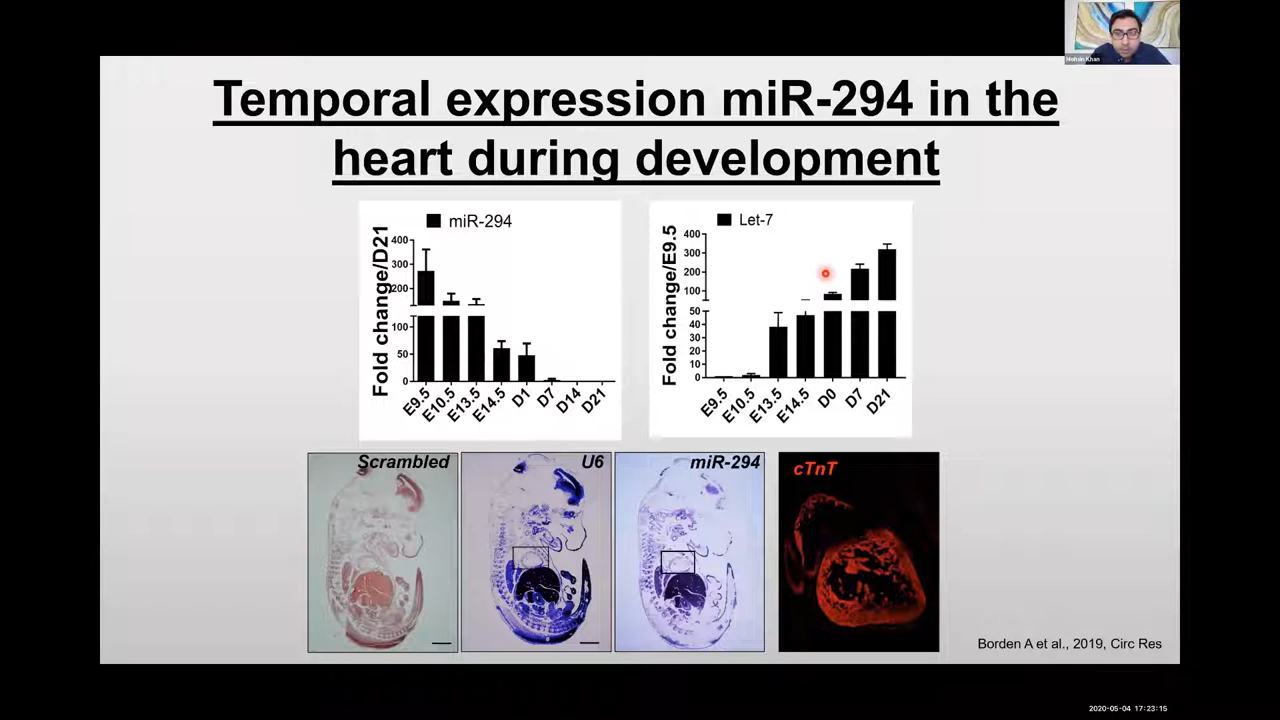 Mohsin Khan
Temporal expression miR-294 in the
heart during development
miR-294
Fold change/D21
400
300
200
100
50
0
E9.5
E10.5
E13.5
E14.5
D1
D7
D14
D21
Let-7
Fold change/E9.5
400
300
200
100
50
40
30
20
10
0
E9.5
E10.5
E13.5
E14.5
D0
D7
D21
Scrambled
U6
miR-294
cTnT
Borden A et al., 2019, Circ Res
2020-05-04 17:23:15